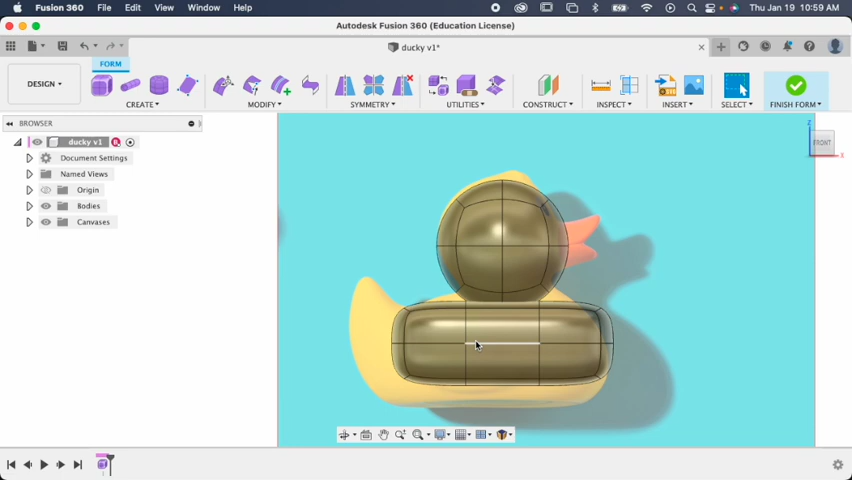 Fusion 360 File Edit View Window Help Thu Jan 19 10:59 AM
Autodesk Fusion 360 (Education License)
ducky v1*
FORM
DESIGN
CREATE MODIFY SYMMETRY UTILITIES CONSTRUCT INSPECT INSERT SELECT FINISH FORM
BROWSER
ducky v1
Document Settings
Named Views
Origin
Bodies
Canvases
Z
FRONT
X